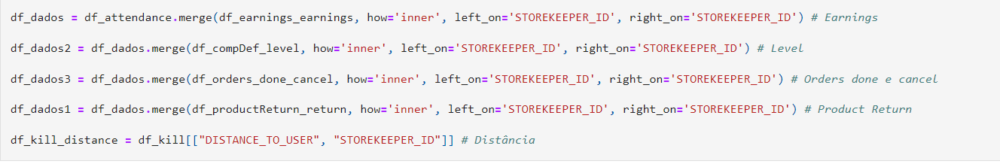 df_dados = df_attendance.merge(df_earnings_earnings, how='inner', left_on='STOREKEEPER_ID', right_on='STOREKEEPER_ID') # Earnings
df_dados2 = df_dados.merge(df_compDef_level, how='inner', left_on='STOREKEEPER_ID', right_on='STOREKEEPER_ID') # Level
df_dados3 = df_dados.merge(df_orders_done_cancel, how='inner', left_on='STOREKEEPER_ID', right_on='STOREKEEPER_ID') # Orders done e cancel
df_dados1 = df_dados.merge(df_productReturn_return, how='inner', left_on='STOREKEEPER_ID', right_on='STOREKEEPER_ID') # Product Return
df_kill_distance = df_kill[["DISTANCE_TO_USER", "STOREKEEPER_ID"]] # Distância